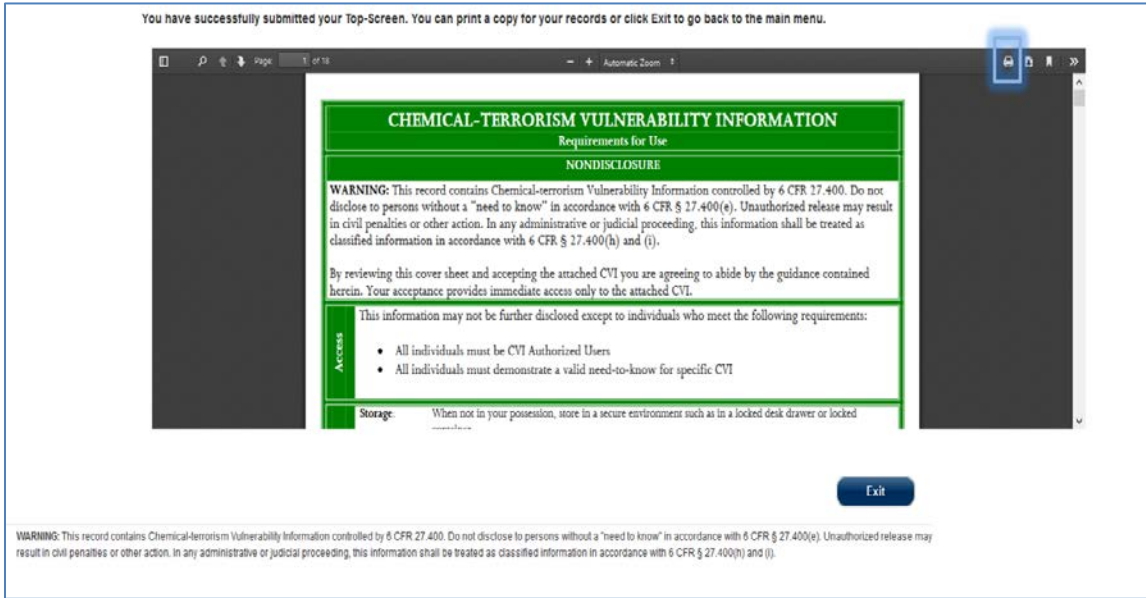 You have successfully submitted your Top-Screen. You can print a copy for your records or click Exit to go back to the main menu.
Page: 1 of 18
Automatic Zoom
CHEMICAL-TERRORISM VULNERABILITY INFORMATION
Requirements for Use
NONDISCLOSURE
WARNING: This record contains Chemical-terrorism Vulnerability Information controlled by 6 CFR 27.400. Do not
disclose to persons without a "need to know" in accordance with 6 CFR § 27.400(e). Unauthorized release may result
in civil penalties or other action. In any administrative or judicial proceeding, this information shall be treated as
classified information in accordance with 6 CFR § 27.400(h) and (i).
By reviewing this cover sheet and accepting the attached CVI you are agreeing to abide by the guidance contained
herein. Your acceptance provides immediate access only to the attached CVI.
Access
This information may not be further disclosed except to individuals who meet the following requirements:
• All individuals must be CVI Authorized Users
• All individuals must demonstrate a valid need-to-know for specific CVI
Storage: When not in your possession, store in a secure environment such as in a locked desk drawer or locked
Exit
WARNING: This record contains Chemical-terrorism Vulnerability Information controlled by 6 CFR 27.400. Do not disclose to persons without a "need to know" in accordance with 6 CFR § 27.400(e). Unauthorized release may
result in civil penalties or other action. In any administrative or judicial proceeding, this information shall be treated as classified information in accordance with 6 CFR § 27.400(h) and (i).